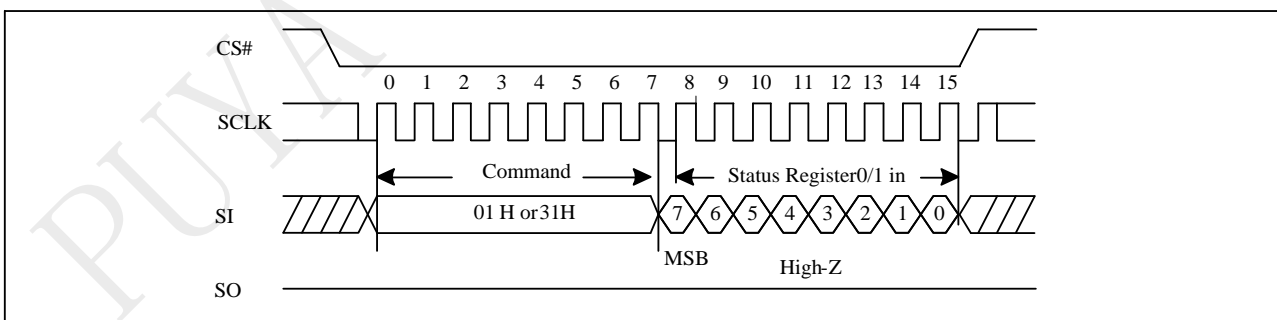 PUYA
CS#
0 1 2 3 4 5 6 7 8 9 10 11 12 13 14 15
SCLK
Command Status Register0/1 in
SI 01 H or31H 7 6 5 4 3 2 1 0
MSB
High-Z
SO